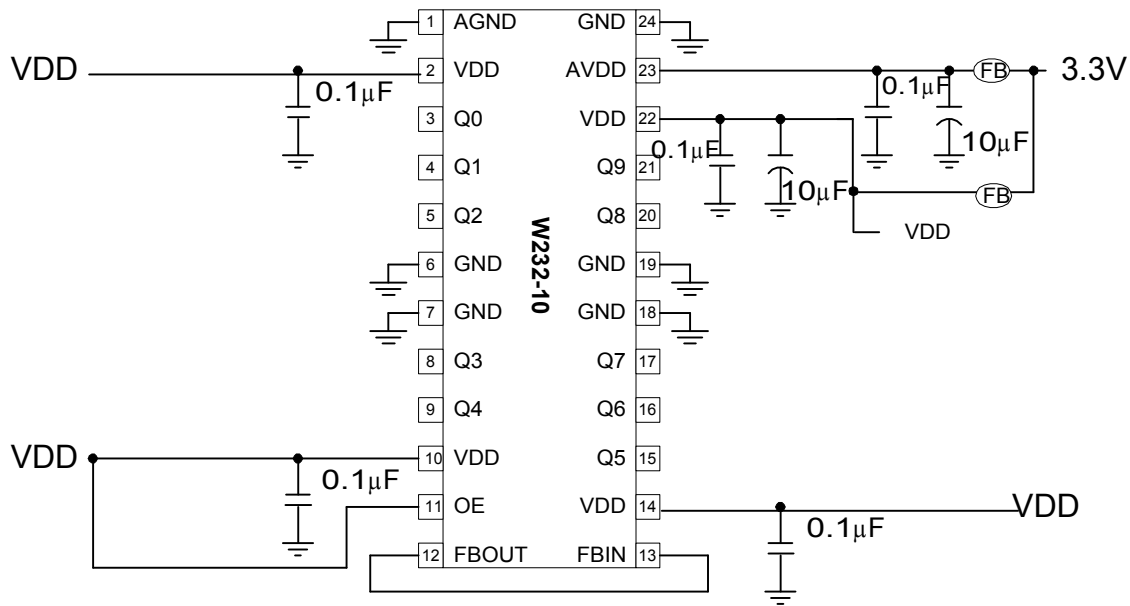 1 AGND GND 24
VDD 2 VDD AVDD 23 FB 3.3V
0.1μF 0.1μF
3 Q0 VDD 22 10μF
0.1μF
4 Q1 Q9 21
10μF FB
5 Q2 Q8 20
VDD
W232-10
6 GND GND 19
7 GND GND 18
8 Q3 Q7 17
9 Q4 Q6 16
VDD 10 VDD Q5 15
0.1μF
11 OE VDD 14 VDD
0.1μF
12 FBOUT FBIN 13